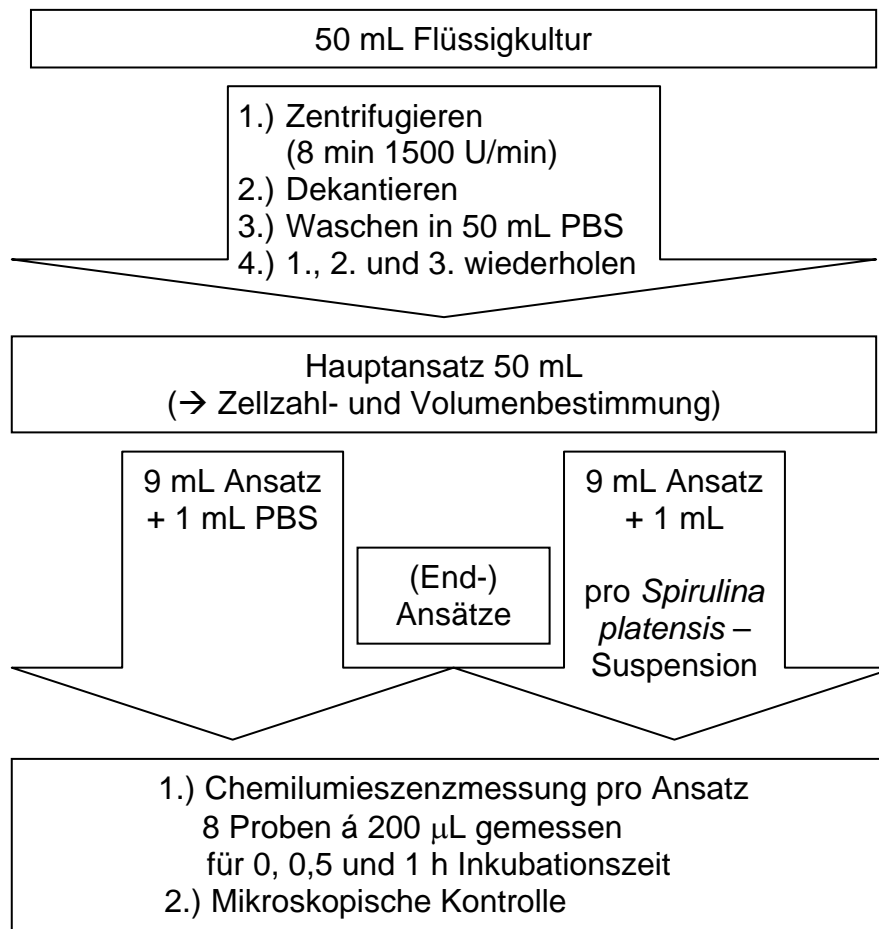 50 mL Flüssigkultur
1.) Zentrifugieren
(8 min 1500 U/min)
2.) Dekantieren
3.) Waschen in 50 mL PBS
4.) 1., 2. und 3. wiederholen
Hauptansatz 50 mL
(→ Zellzahl- und Volumenbestimmung)
9 mL Ansatz
+ 1 mL PBS
(End-)
Ansätze
9 mL Ansatz
+ 1 mL
pro Spirulina
platensis –
Suspension
1.) Chemilumieszenzmessung pro Ansatz
8 Proben á 200 µL gemessen
für 0, 0,5 und 1 h Inkubationszeit
2.) Mikroskopische Kontrolle